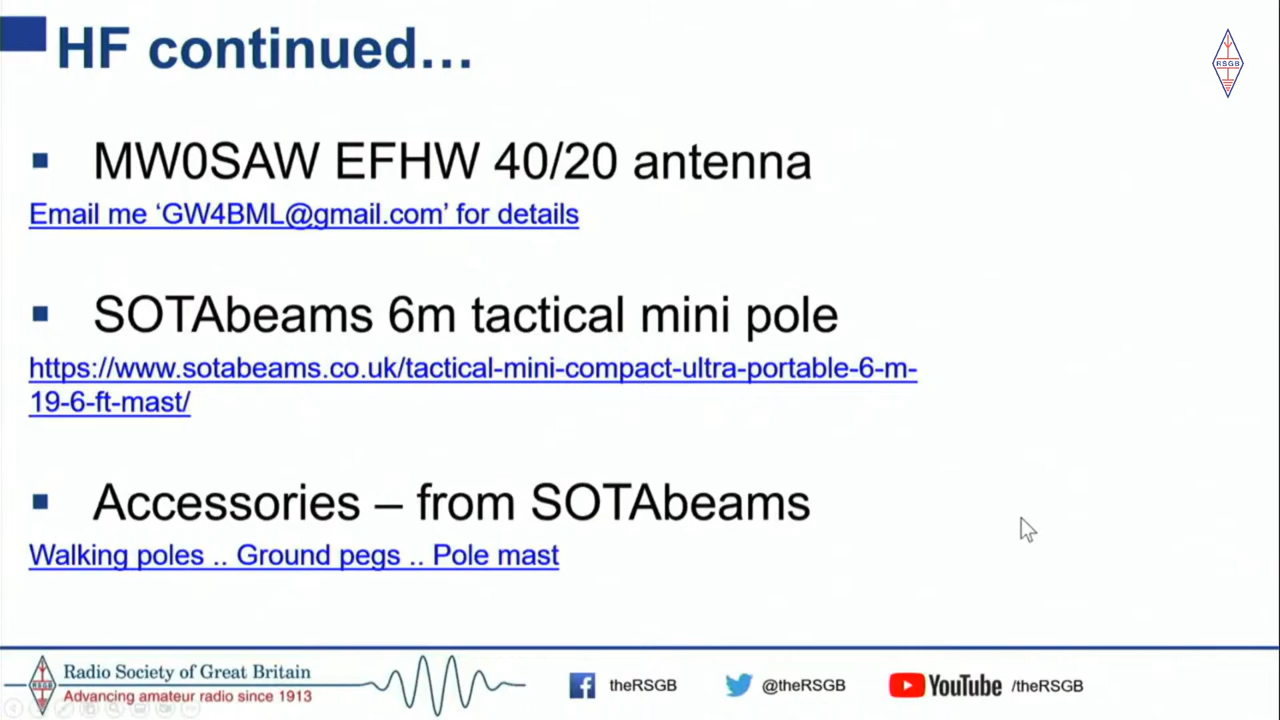 HF continued…
RSGB
▪ MW0SAW EFHW 40/20 antenna
Email me ‘GW4BML@gmail.com’ for details
▪ SOTAbeams 6m tactical mini pole
https://www.sotabeams.co.uk/tactical-mini-compact-ultra-portable-6-m-
19-6-ft-mast/
▪ Accessories – from SOTAbeams
Walking poles .. Ground pegs .. Pole mast
RSGB
Radio Society of Great Britain
Advancing amateur radio since 1913
theRSGB
@theRSGB
YouTube /theRSGB